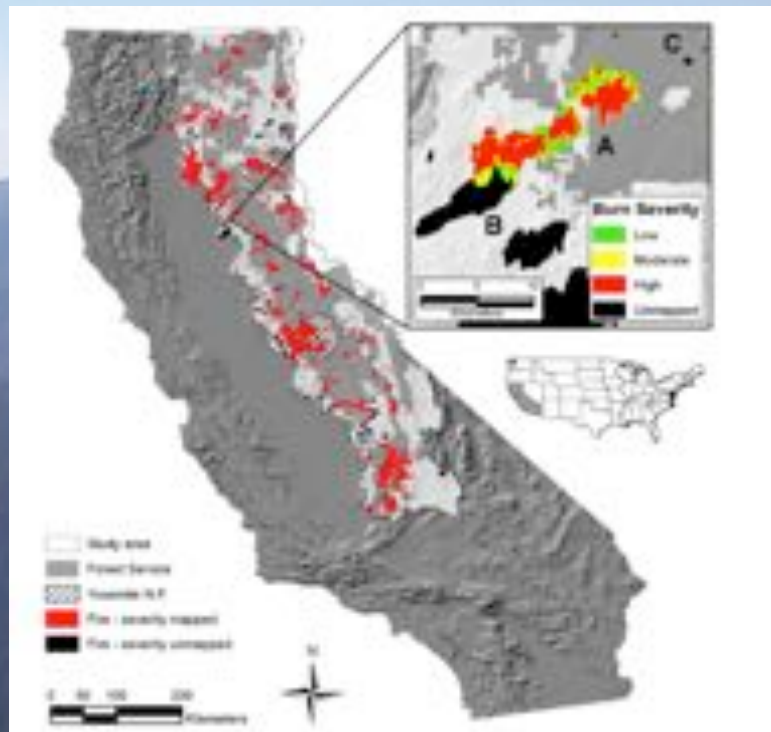 C
A
B
Burn Severity
Low
Moderate
High
Unmapped
Kilometers
Study area
Forest Service
Yosemite N.P.
Fire - severity mapped
Fire - severity unmapped
N
0 50 100 200
Kilometers